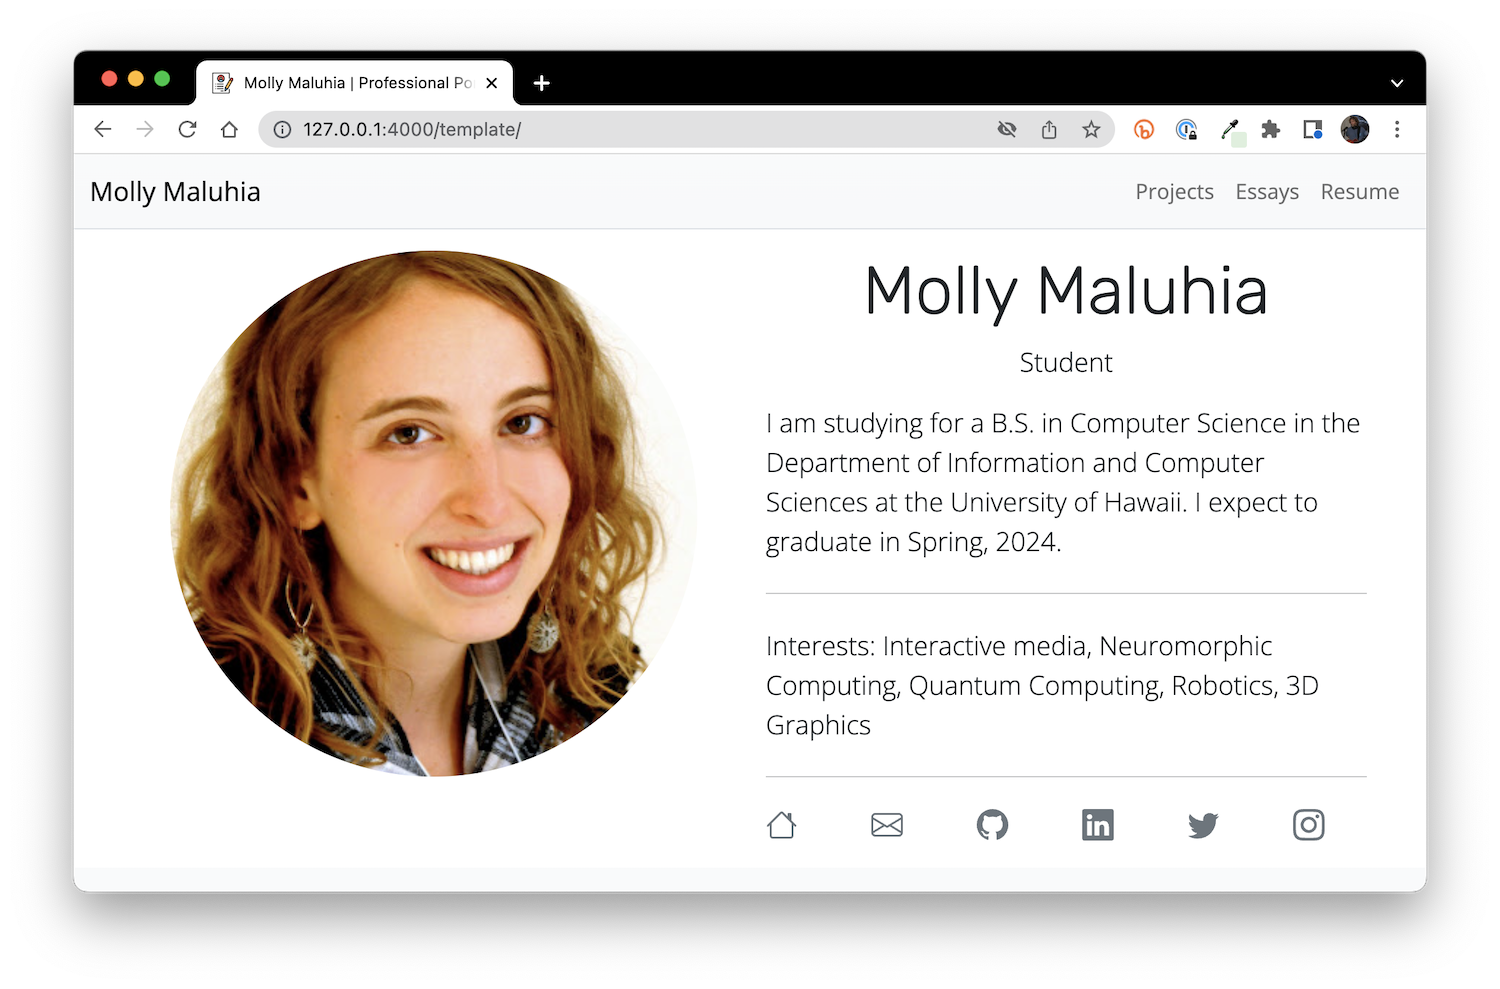 Molly Maluhia | Professional Po
127.0.0.1:4000/template/
Molly Maluhia
Projects Essays Resume
Molly Maluhia
Student
I am studying for a B.S. in Computer Science in the
Department of Information and Computer
Sciences at the University of Hawaii. I expect to
graduate in Spring, 2024.
Interests: Interactive media, Neuromorphic
Computing, Quantum Computing, Robotics, 3D
Graphics
in